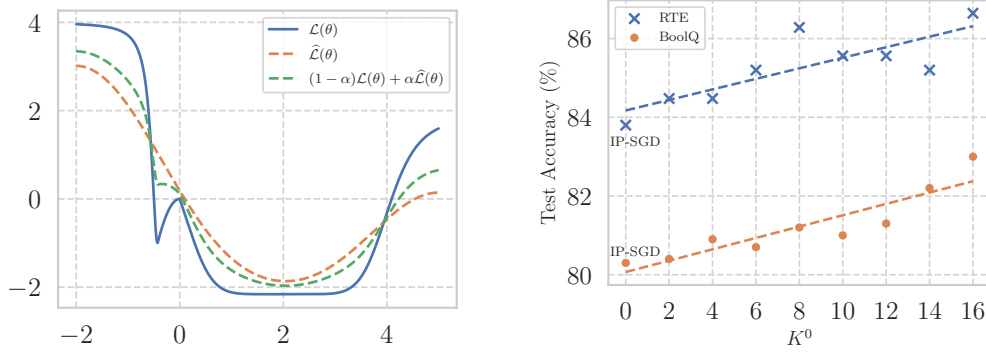 4
2
0
−2
−2
0
2
4
ℒ(θ)
ℒ̂(θ)
(1−α)ℒ(θ)+αℒ̂(θ)
Test Accuracy (%)
86
84
82
80
RTE
BoolQ
IP-SGD
IP-SGD
0 2 4 6 8 10 12 14 16
K⁰